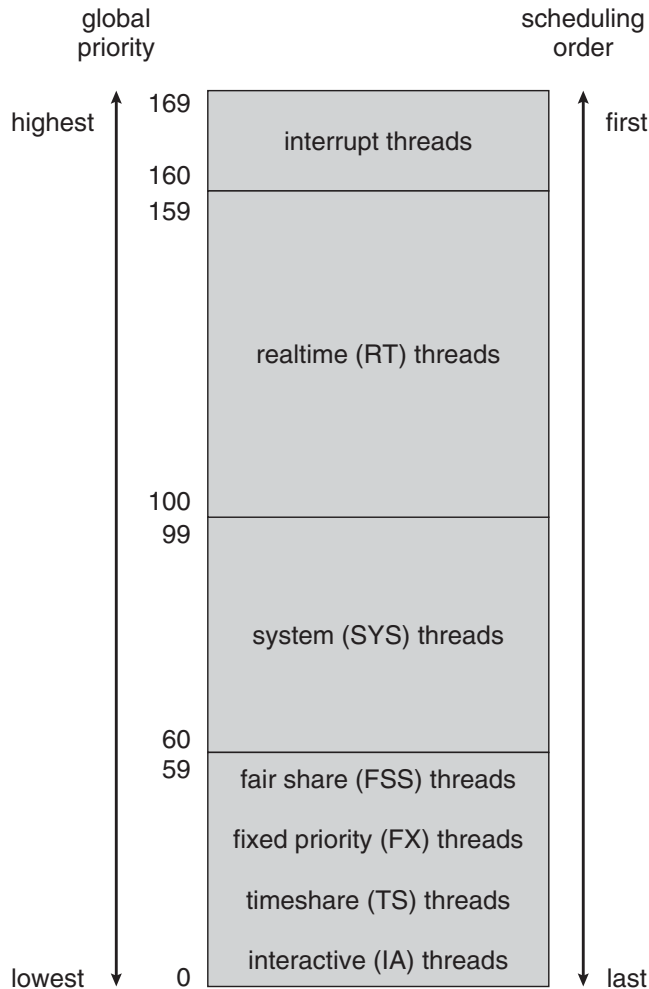 global
priority
scheduling
order
highest
169
first
interrupt threads
160
159
realtime (RT) threads
100
99
system (SYS) threads
60
59
fair share (FSS) threads
fixed priority (FX) threads
timeshare (TS) threads
interactive (IA) threads
lowest
0
last